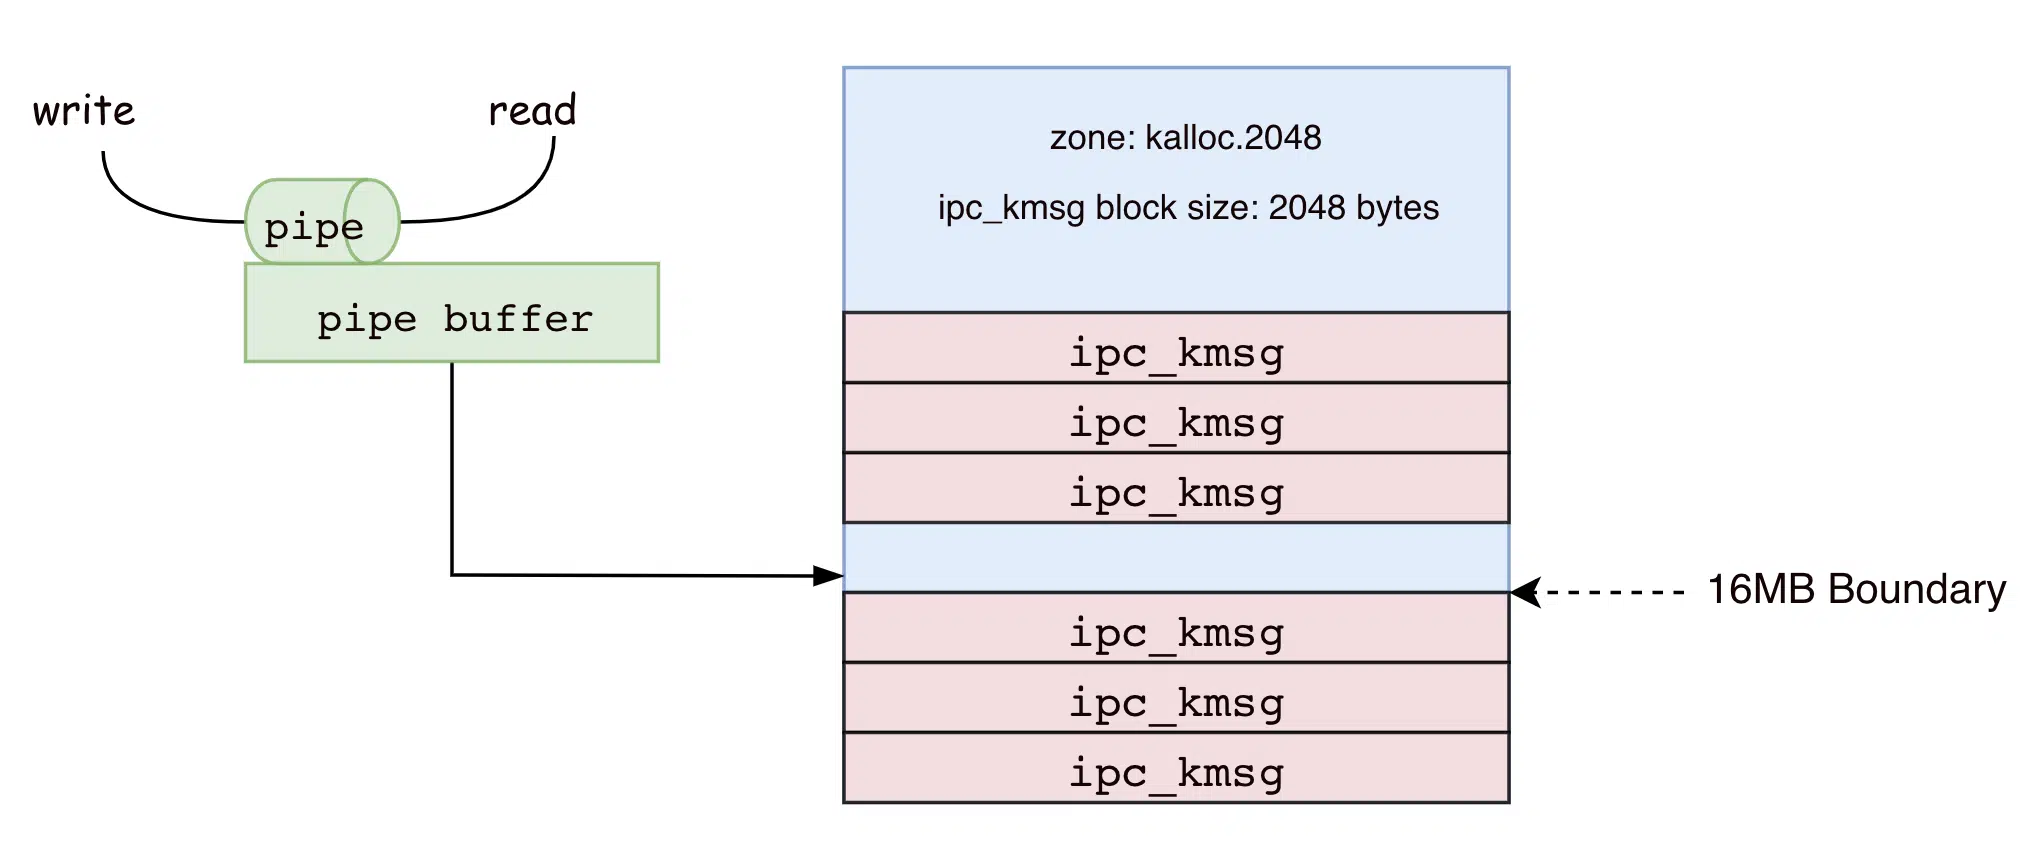 write
read
pipe
pipe buffer
zone: kalloc.2048
ipc_kmsg block size: 2048 bytes
ipc_kmsg
ipc_kmsg
ipc_kmsg
16MB Boundary
ipc_kmsg
ipc_kmsg
ipc_kmsg